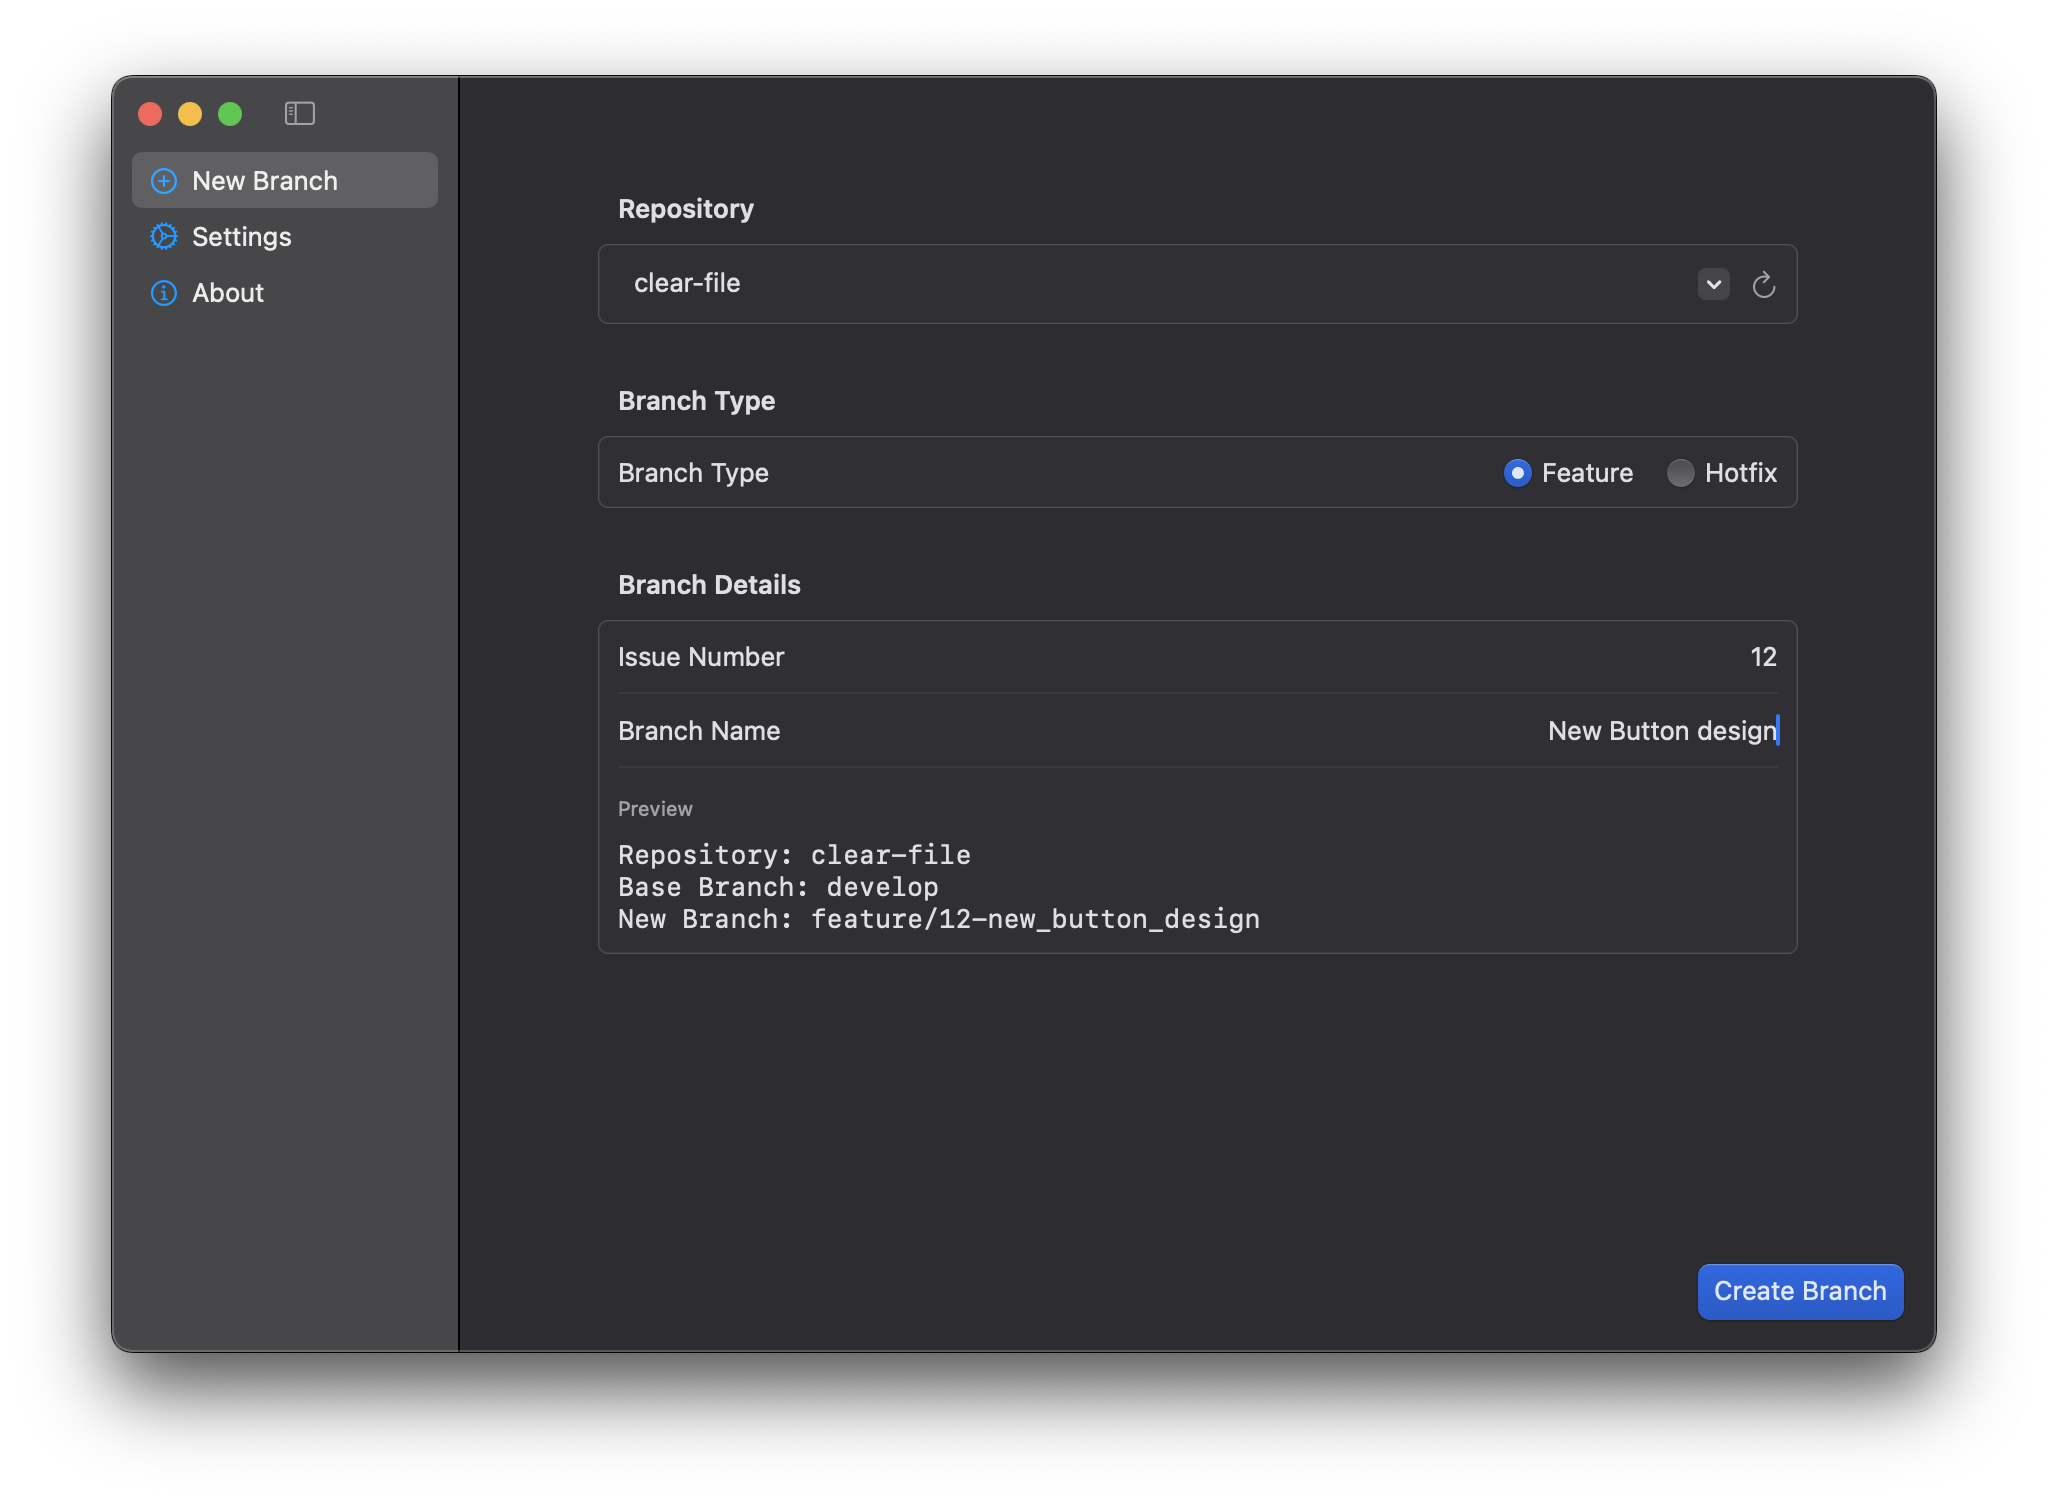 New Branch
Settings
About
Repository
clear-file
Branch Type
Branch Type
Feature
Hotfix
Branch Details
Issue Number
12
Branch Name
New Button design
Preview
Repository: clear-file
Base Branch: develop
New Branch: feature/12-new_button_design
Create Branch